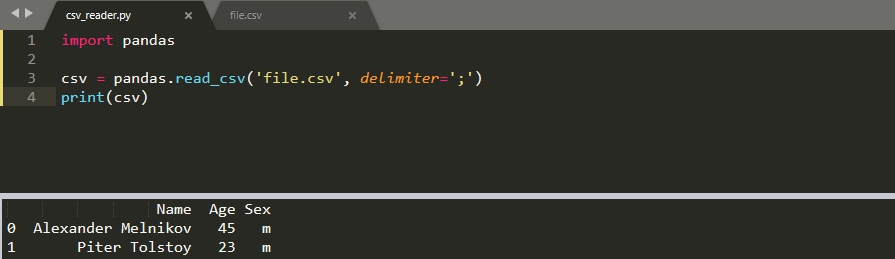 csv_reader.py × file.csv ×
1 import pandas
2
3 csv = pandas.read_csv('file.csv', delimiter=';')
4 print(csv)
Name Age Sex
0 Alexander Melnikov 45 m
1 Piter Tolstoy 23 m